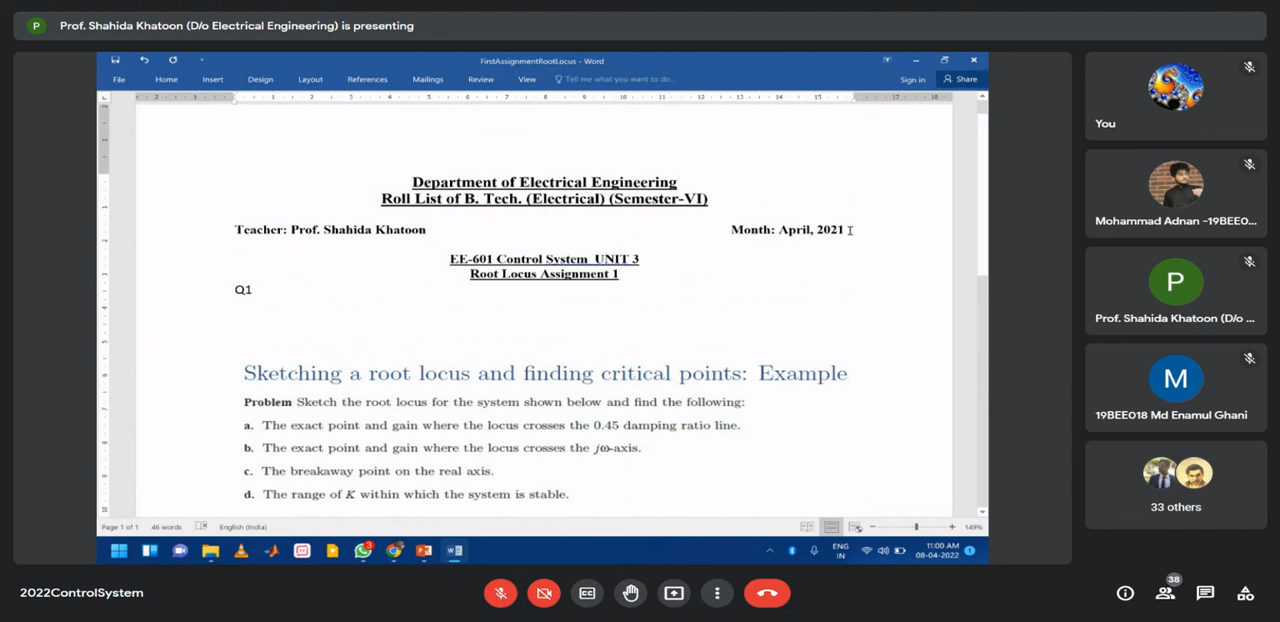 P Prof. Shahida Khatoon (D/o Electrical Engineering) is presenting
FirstAssignmentRootLocus - Word
File Home Insert Design Layout References Mailings Review View Tell me what you want to do... Sign in Share
Department of Electrical Engineering
Roll List of B. Tech. (Electrical) (Semester-VI)
Teacher: Prof. Shahida Khatoon Month: April, 2021
EE-601 Control System UNIT 3
Root Locus Assignment 1
Q1
Sketching a root locus and finding critical points: Example
Problem Sketch the root locus for the system shown below and find the following:
a. The exact point and gain where the locus crosses the 0.45 damping ratio line.
b. The exact point and gain where the locus crosses the jω-axis.
c. The breakaway point on the real axis.
d. The range of K within which the system is stable.
Page 1 of 1 46 words English (India) 149%
3 ENG 11:00 AM
IN 08-04-2022 1
You
Mohammad Adnan -19BEE0...
P
Prof. Shahida Khatoon (D/o ...
M
19BEE018 Md Enamul Ghani
33 others
2022ControlSystem CC 38